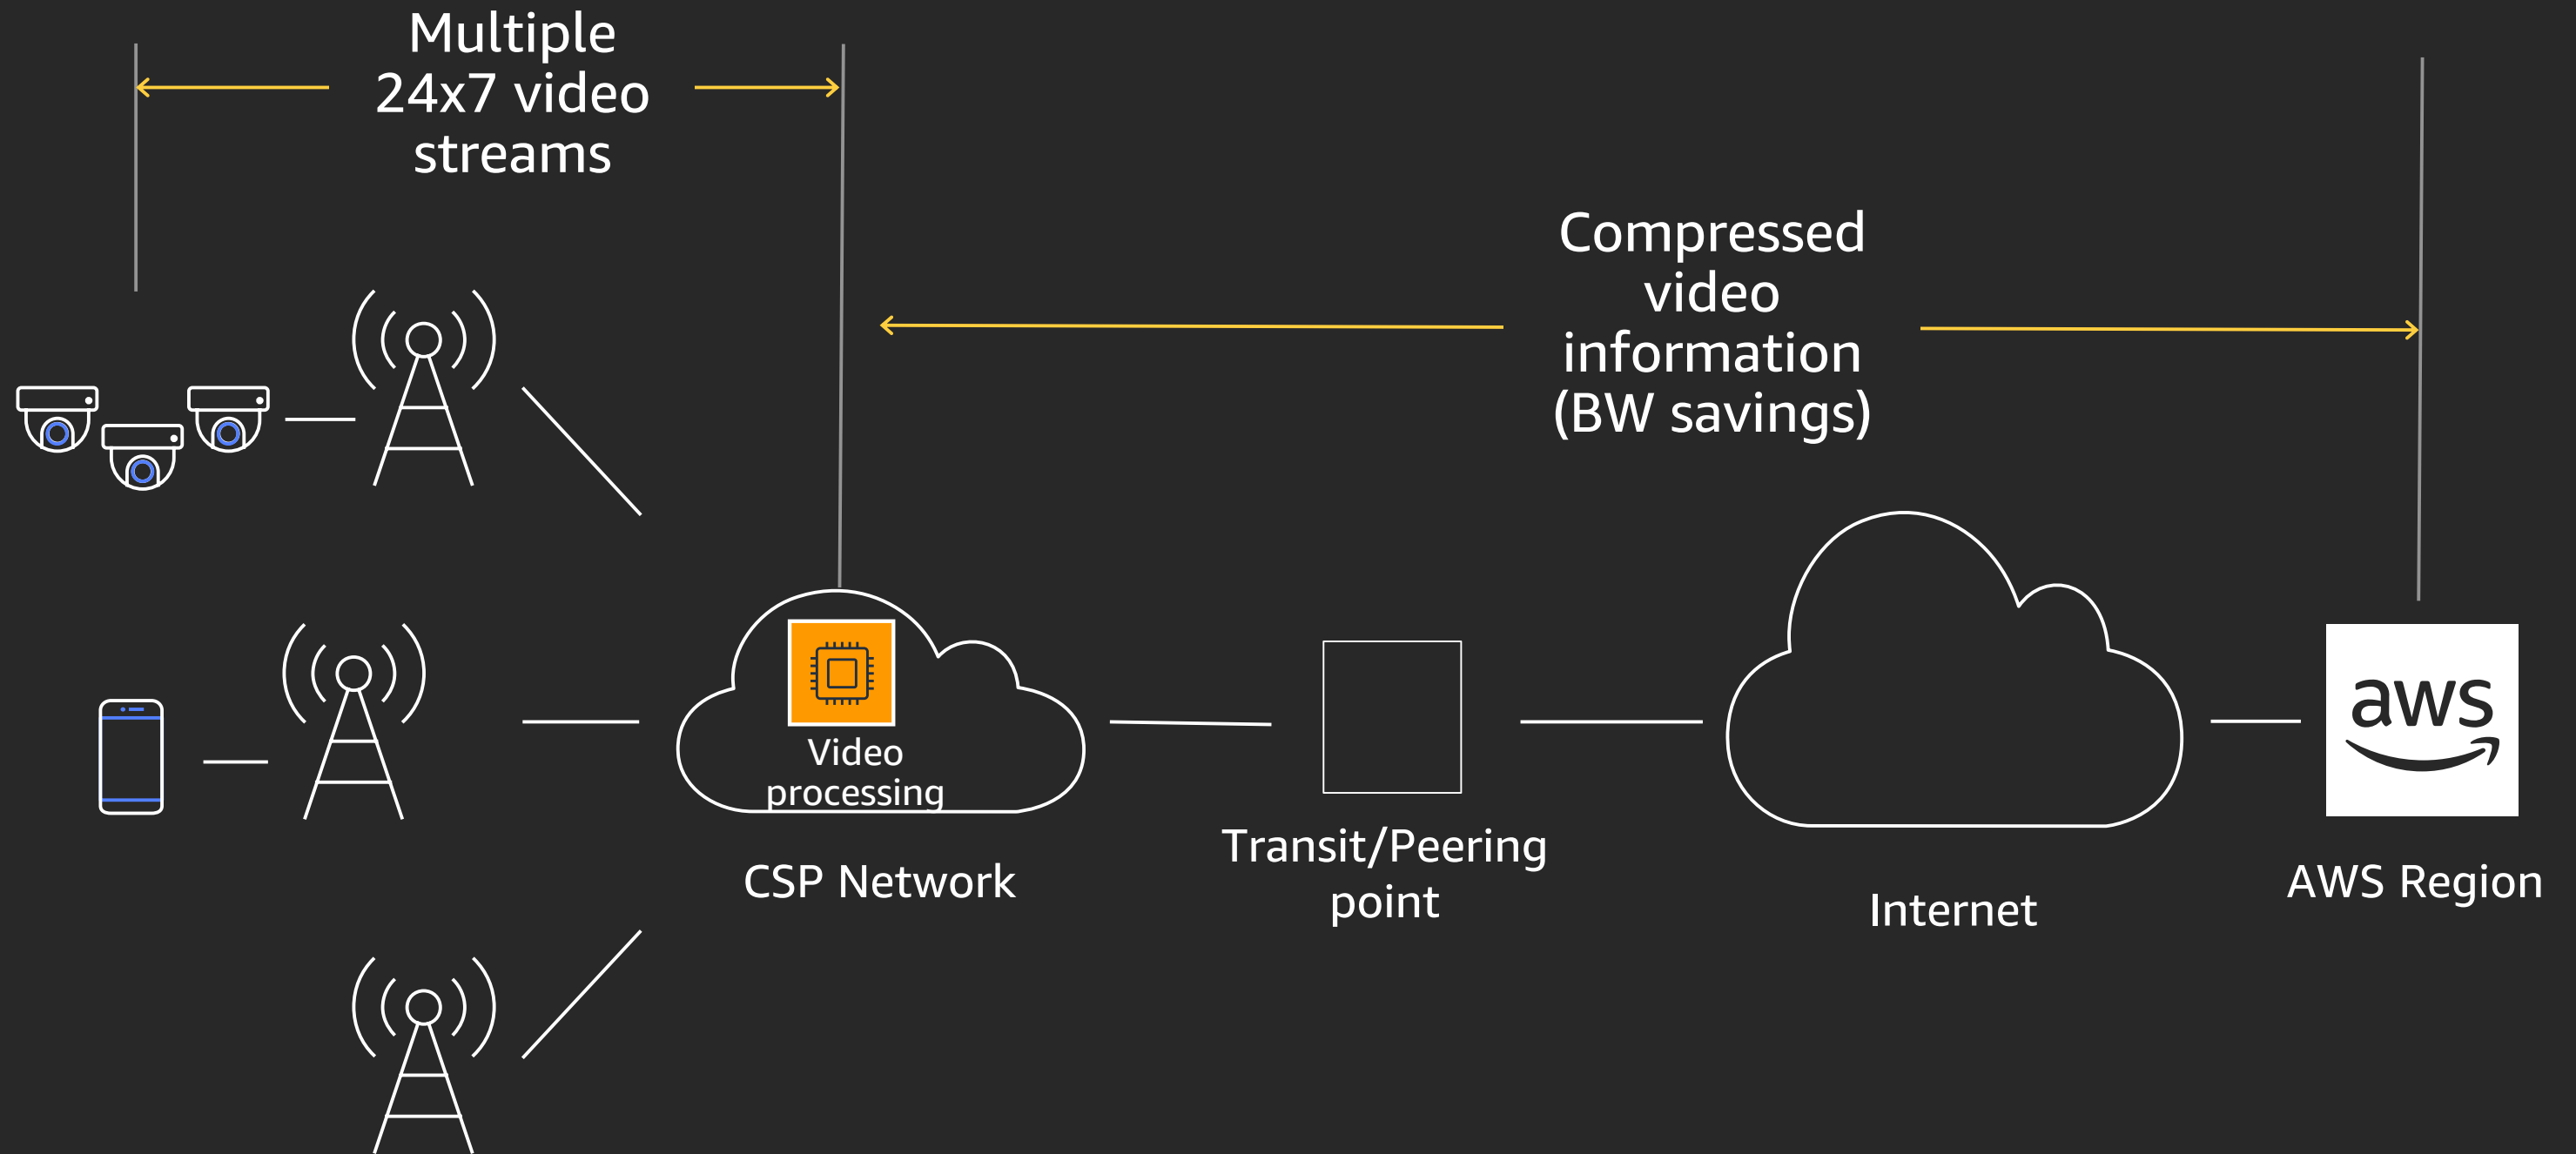 Multiple
24x7 video
streams
Compressed
video
information
(BW savings)
Video
processing
aws
CSP Network
Transit/Peering
point
Internet
AWS Region